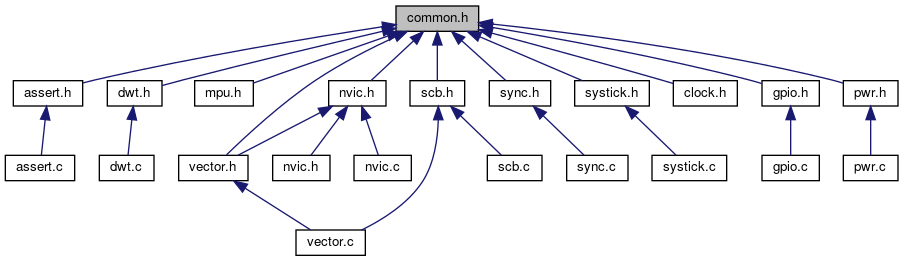 common.h
assert.h
dwt.h
mpu.h
nvic.h
scb.h
sync.h
systick.h
clock.h
gpio.h
pwr.h
assert.c
dwt.c
vector.h
nvic.h
nvic.c
scb.c
sync.c
systick.c
gpio.c
pwr.c
vector.c